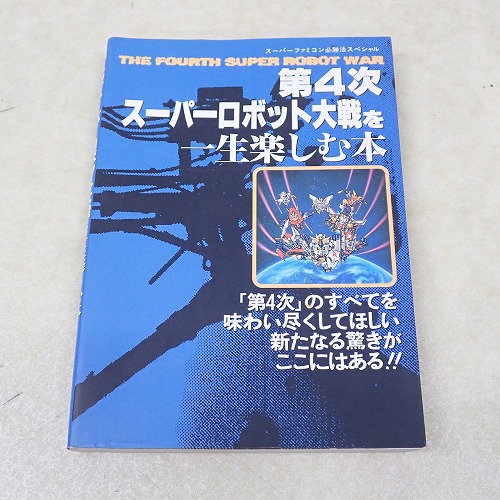 スーパーファミコン必勝法スペシャル
THE FOURTH SUPER ROBOT WAR
第4次
スーパーロボット大戦を
一生楽しむ本
「第4次」のすべてを
味わい尽くしてほしい
新たなる驚きが
ここにはある!!